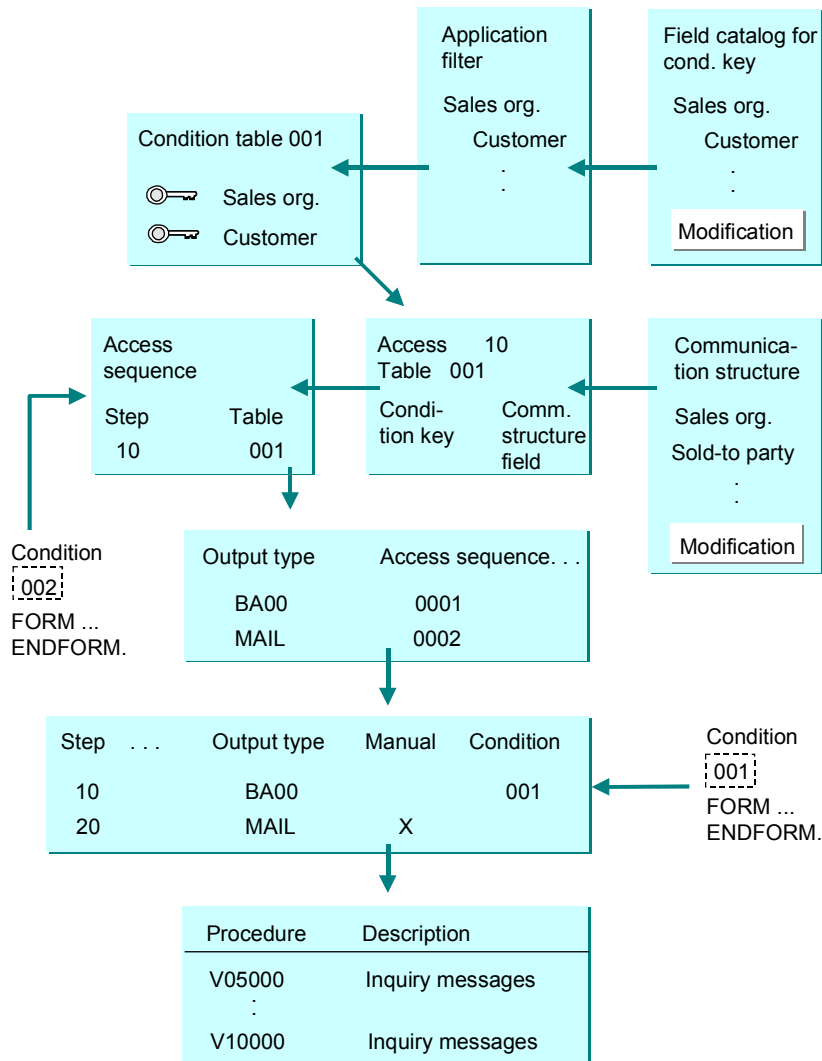 Application
filter
Sales org.
Customer
.
.
Field catalog for
cond. key
Sales org.
Customer
.
.
Modification
Condition table 001
Sales org.
Customer
Access
sequence
Step Table
10 001
Access 10
Table 001
Condi-
tion key
Comm.
structure
field
Communica-
tion structure
Sales org.
Sold-to party
.
.
Modification
Condition
002
FORM ...
ENDFORM.
Output type Access sequence. . .
BA00 0001
MAIL 0002
Step . . . Output type Manual Condition
10 BA00 001
20 MAIL X
Condition
001
FORM ...
ENDFORM.
Procedure Description
V05000 Inquiry messages
.
.
V10000 Inquiry messages